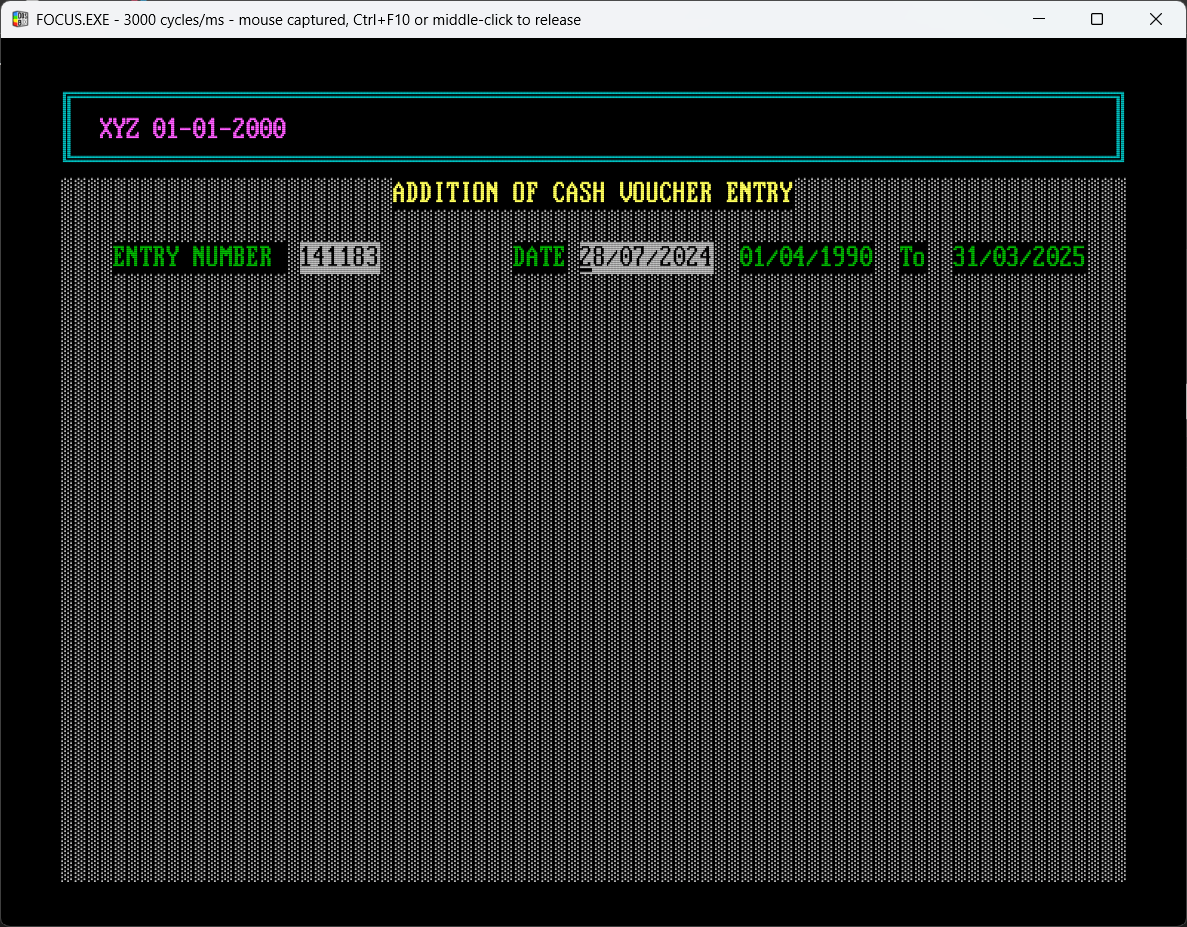 FOCUS.EXE - 3000 cycles/ms - mouse captured, Ctrl+F10 or middle-click to release
XYZ 01-01-2000
ADDITION OF CASH VOUCHER ENTRY
ENTRY NUMBER 141183 DATE 28/07/2024 01/04/1990 To 31/03/2025